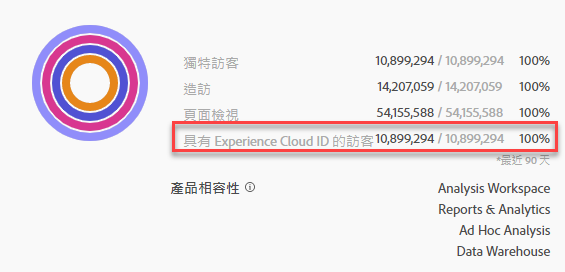 獨特訪客 10,899,294 / 10,899,294 100%
造訪 14,207,059 / 14,207,059 100%
頁面檢視 54,155,588 / 54,155,588 100%
具有 Experience Cloud ID 的訪客 10,899,294 / 10,899,294 100%
*最近 90 天
產品相容性 Analysis Workspace
Reports & Analytics
Ad Hoc Analysis
Data Warehouse